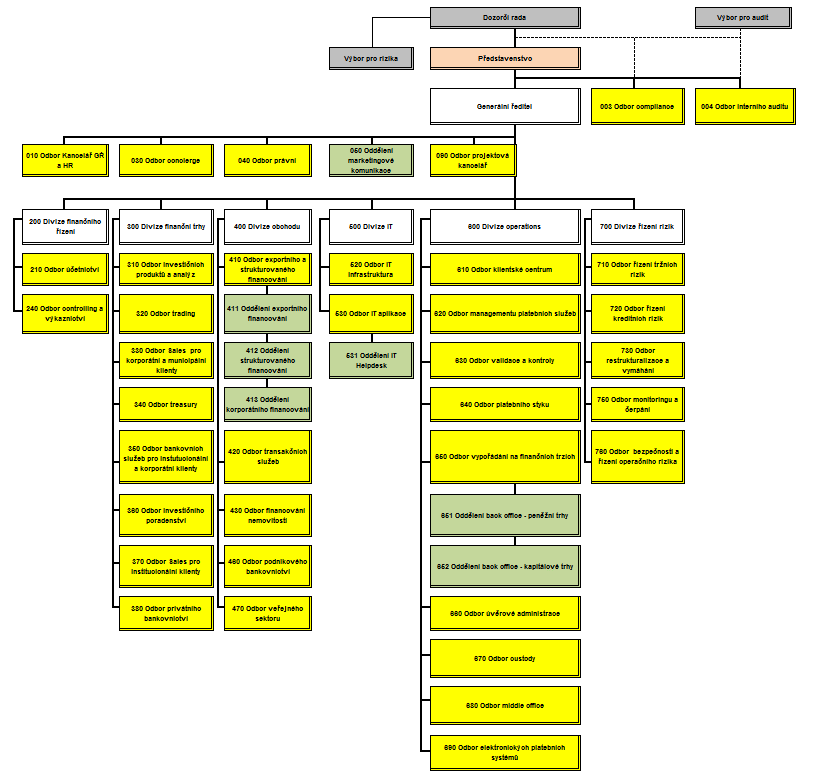 Dozorčí rada
Výbor pro audit
Výbor pro rizika
Představenstvo
Generální ředitel
003 Odbor compliance
004 Odbor interního auditu
010 Odbor Kancelář GŘ
a HR
030 Odbor concierge
040 Odbor právní
050 Oddělení
marketingové
komunikace
090 Odbor projektová
kancelář
200 Divize finančního
řízení
300 Divize finanční trhy
400 Divize obchodu
500 Divize IT
600 Divize operations
700 Divize řízení rizik
210 Odbor účetnictví
240 Odbor controlling a
výkaznictví
310 Odbor investičních
produktů a analýz
320 Odbor trading
330 Odbor Sales pro
korporátní a municipální
klienty
340 Odbor treasury
350 Odbor bankovních
služeb pro instutucionální
a korporátní klienty
360 Odbor investičního
poradenství
370 Odbor Sales pro
institucionální klienty
380 Odbor privátního
bankovnictví
410 Odbor exportního a
strukturovaného
financování
411 Oddělení exportního
financování
412 Oddělení
strukturovaného
financování
413 Oddělení
korporátního financování
420 Odbor transakčních
služeb
430 Odbor financování
nemovitostí
460 Odbor podnikového
bankovnictví
470 Odbor veřejného
sektoru
520 Odbor IT
Infrastruktura
530 Odbor IT aplikace
531 Oddělení IT
Helpdesk
610 Odbor klientské centrum
620 Odbor managementu platebních služeb
630 Odbor validace a kontroly
640 Odbor platebního styku
650 Odbor vypořádání na finančních trzích
651 Oddělení back office - peněžní trhy
652 Oddělení back office - kapitálové trhy
660 Odbor úvěrové administrace
670 Odbor custody
680 Odbor middle office
690 Odbor elektronických platebních
systémů
710 Odbor řízení tržních
rizik
720 Odbor řízení
kreditních rizik
730 Odbor
restrukturalizace a
vymáhání
750 Odbor monitoringu a
čerpání
760 Odbor bezpečnosti a
řízení operačního rizika